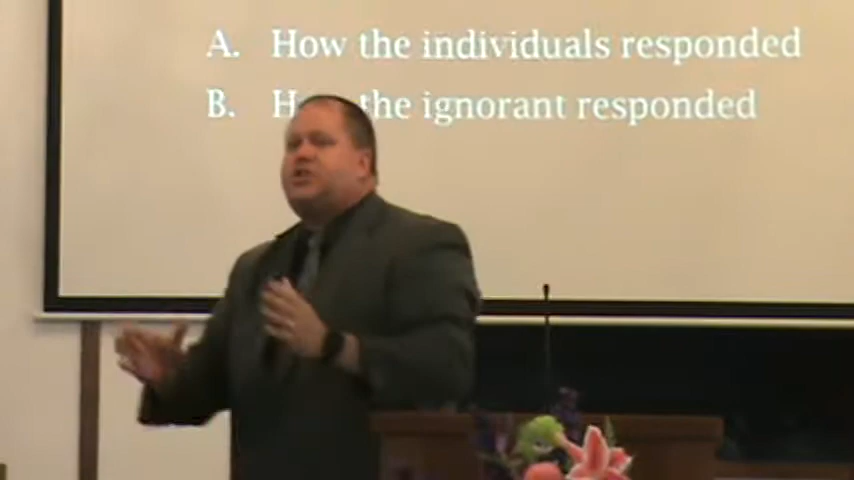 A. How the individuals responded
B. H the ignorant responded